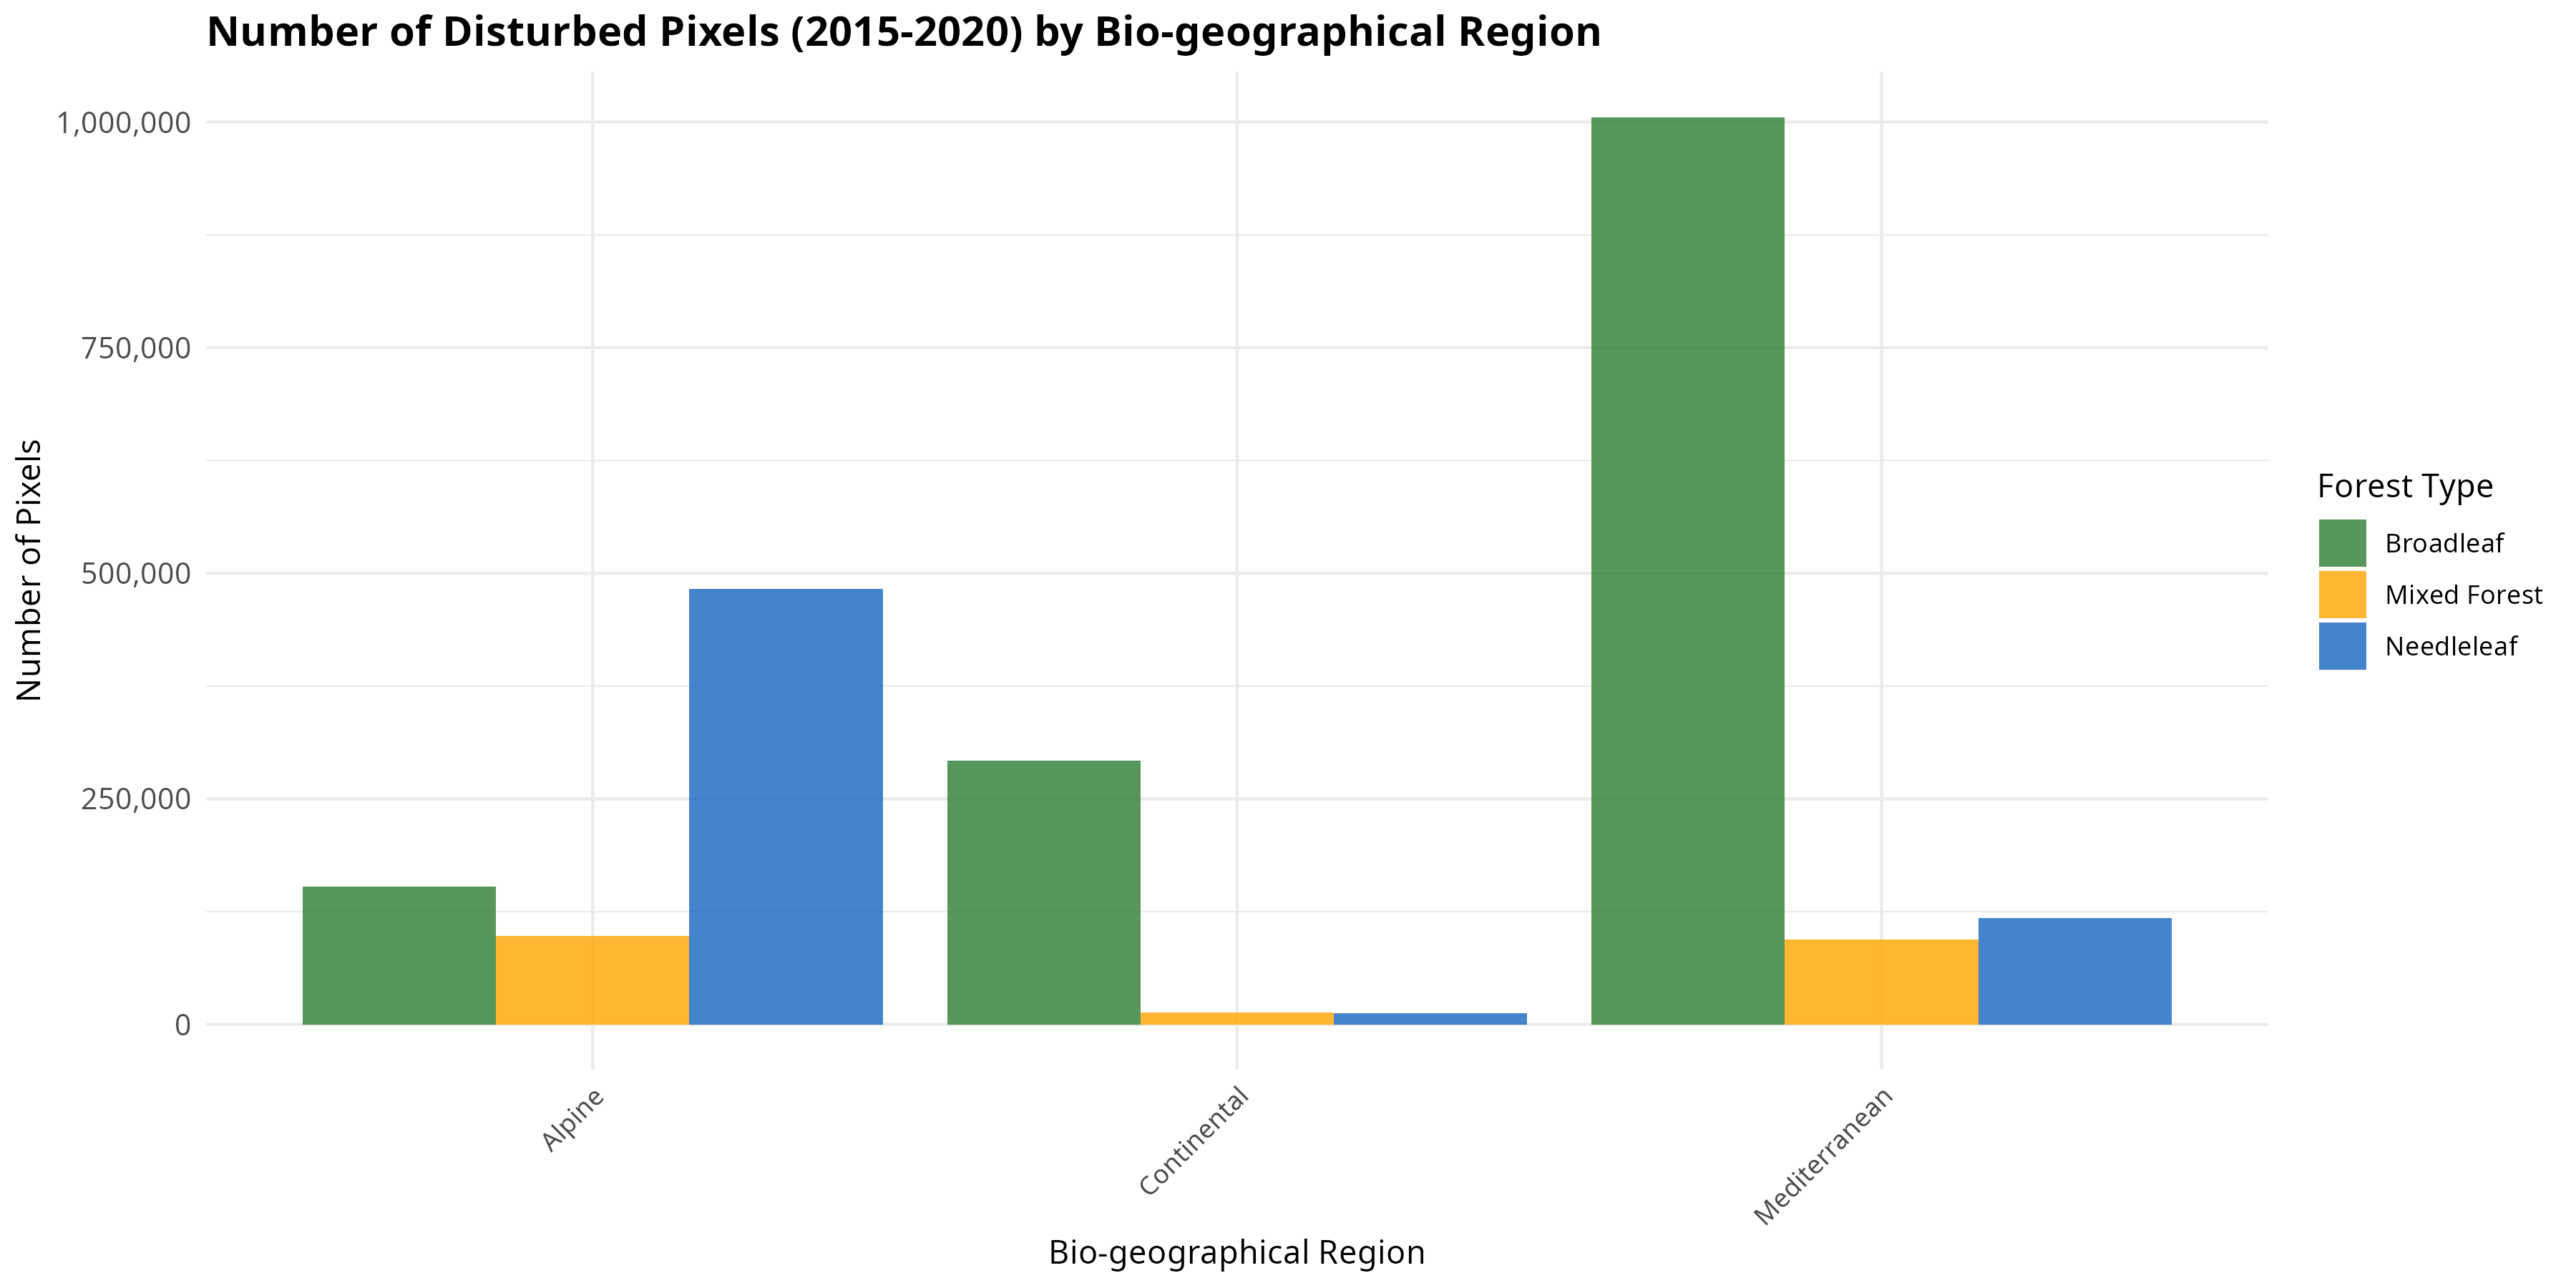 Number of Disturbed Pixels (2015-2020) by Bio-geographical Region
Number of Pixels
1,000,000
750,000
500,000
250,000
0
Alpine
Continental
Mediterranean
Bio-geographical Region
Forest Type
Broadleaf
Mixed Forest
Needleleaf